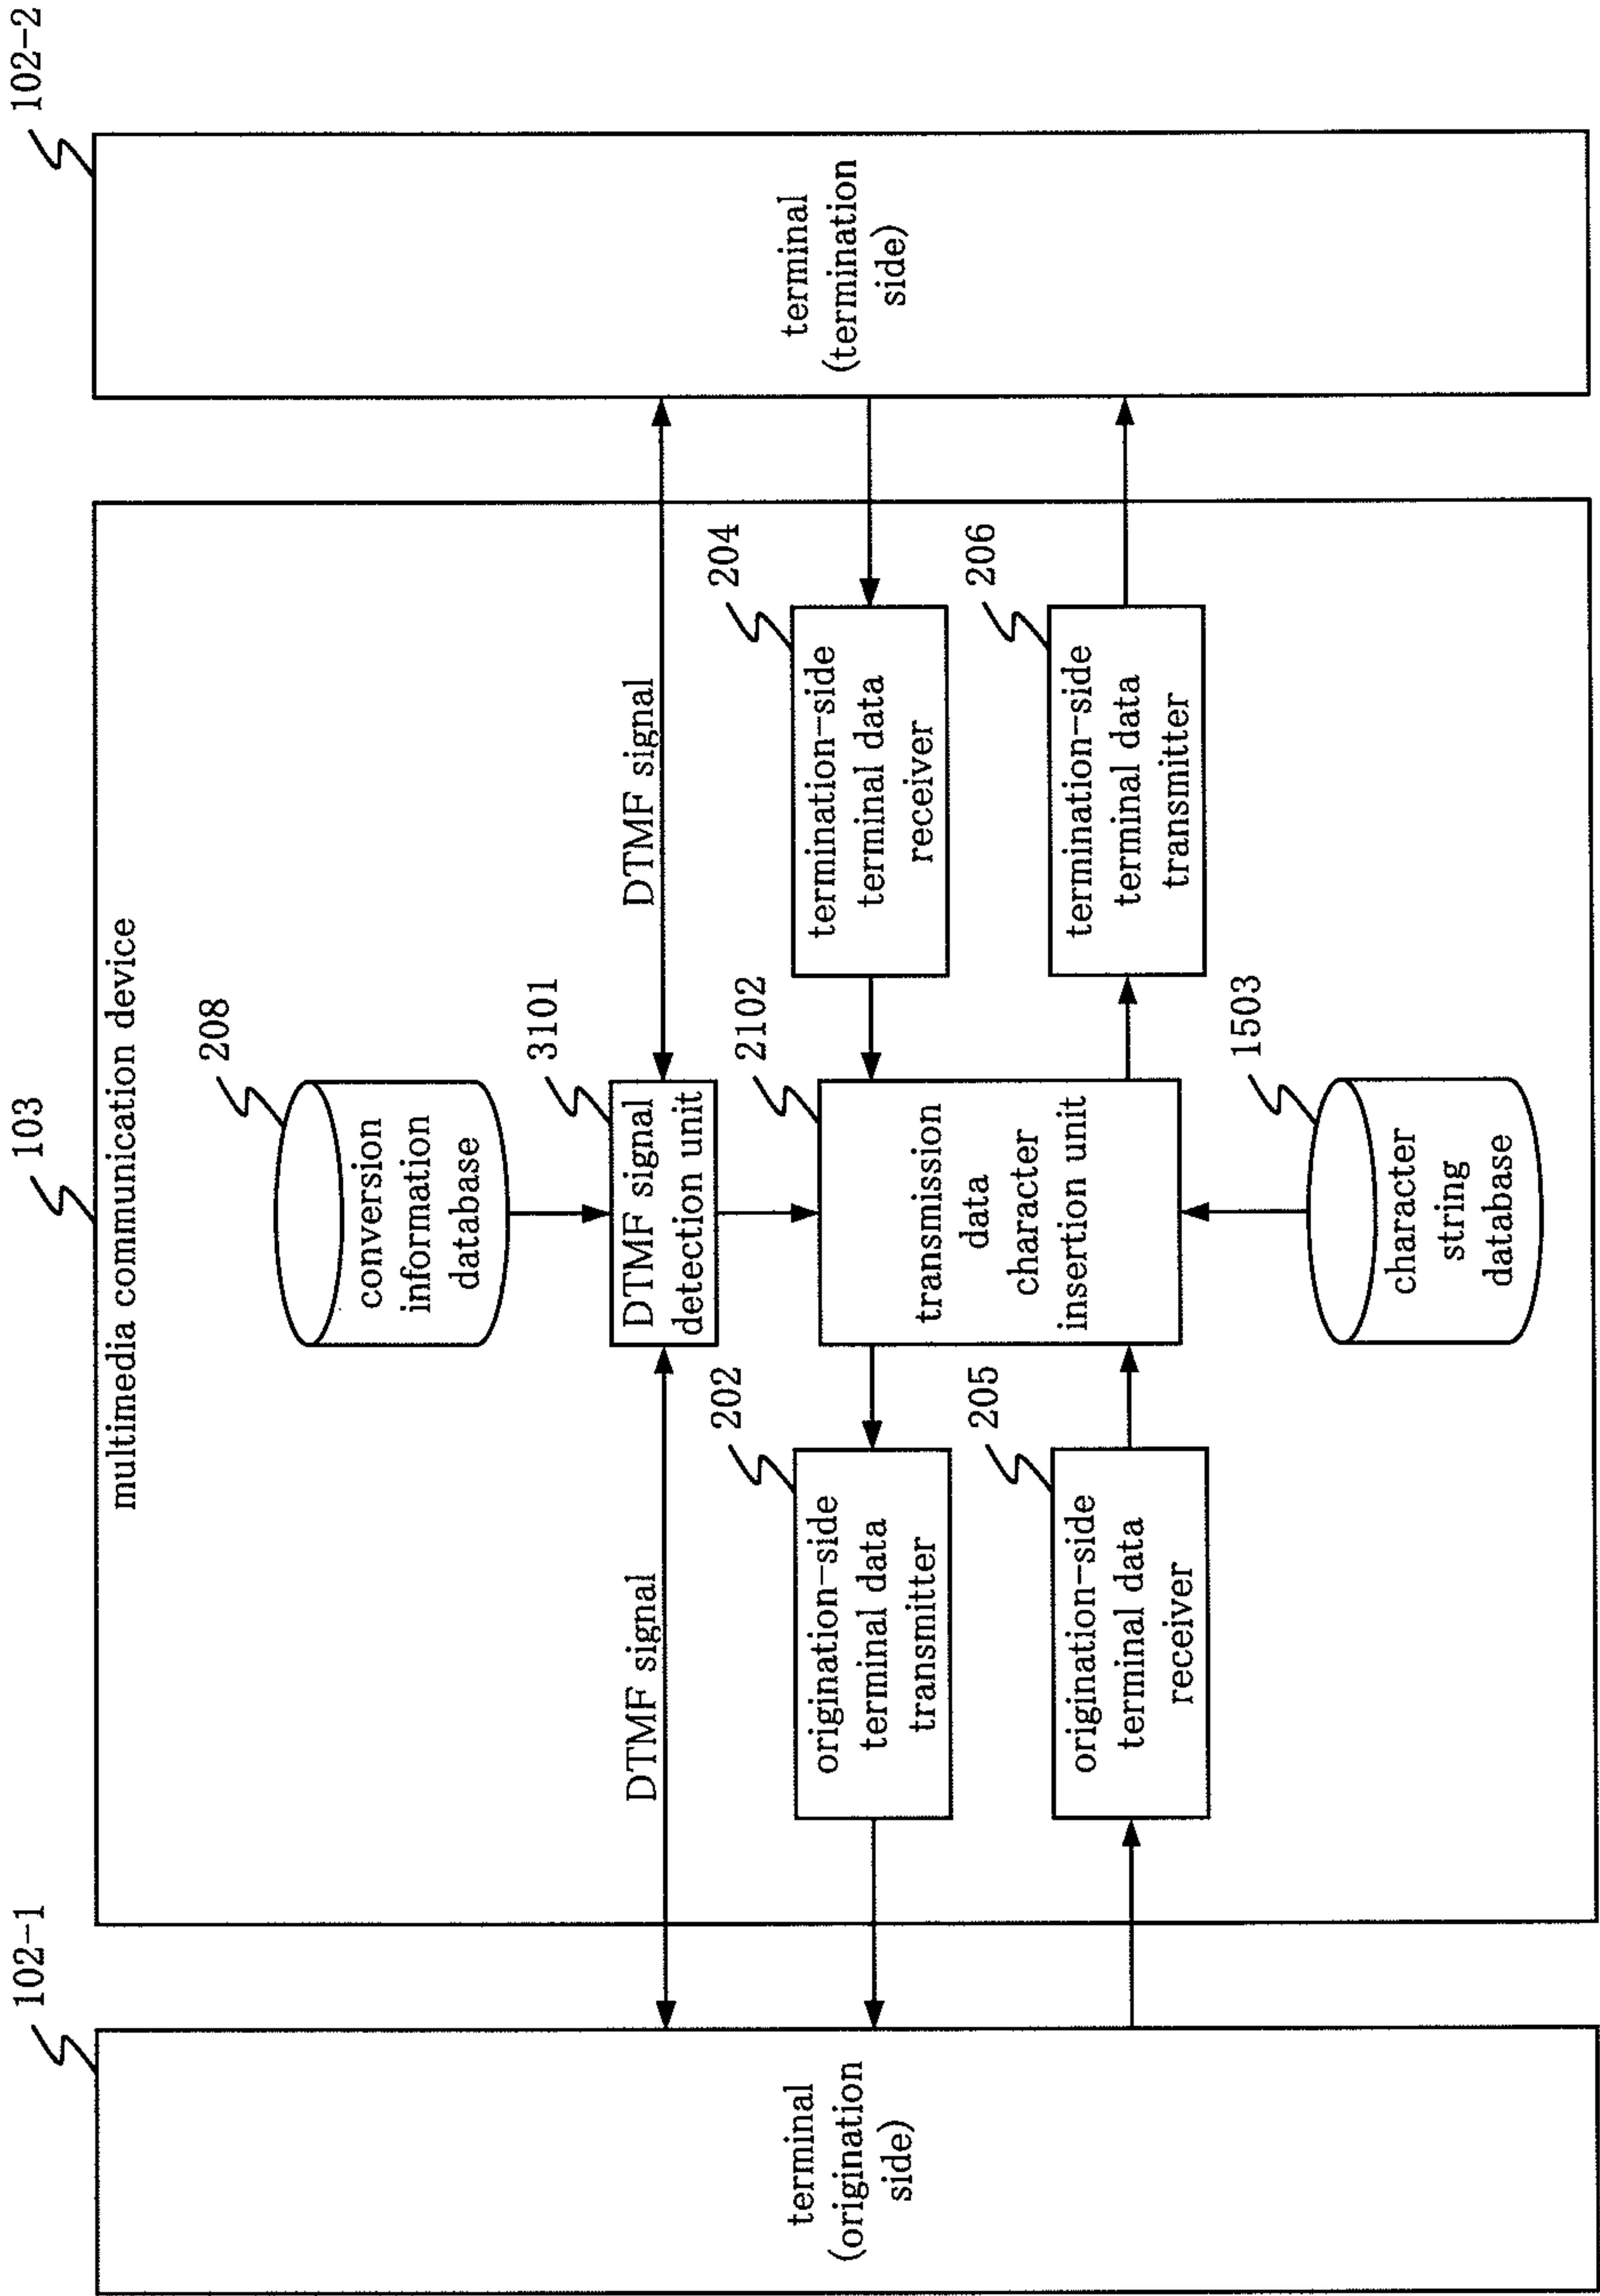 102-1
103
102-2
multimedia communication device
terminal
(origination
side)
208
conversion
information
database
3101
DTMF signal
detection unit
DTMF signal
DTMF signal
202
origination-side
terminal data
transmitter
2102
transmission
data
character
insertion unit
204
termination-side
terminal data
receiver
205
origination-side
terminal data
receiver
206
termination-side
terminal data
transmitter
1503
character
string
database
terminal
(termination
side)